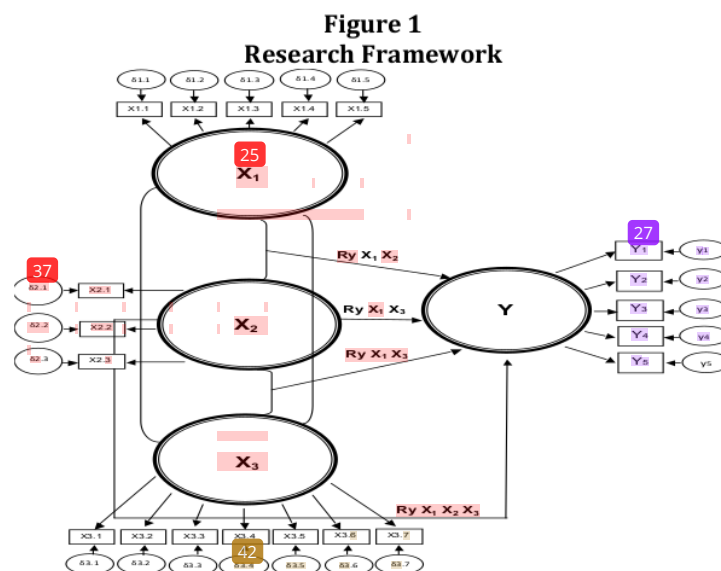 Figure 1
Research Framework
δ1.1 δ1.2 δ1.3 δ1.4 δ1.5
X1.1 X1.2 X1.3 X1.4 X1.5
25
X₁
27
Ry X₁ X₂
Y₁ y1
37
δ2.1 X2.1
Y₂ y2
Ry X₁ X₃
Y
Y₃ y3
δ2.2 X2.2
X₂
Y₄ y4
Ry X₁ X₃
δ2.3 X2.3
Y₅ y5
X₃
Ry X₁ X₂ X₃
X3.1 X3.2 X3.3 X3.4 X3.5 X3.6 X3.7
42
δ3.1 δ3.2 δ3.3 δ3.4 δ3.5 δ3.6 δ3.7